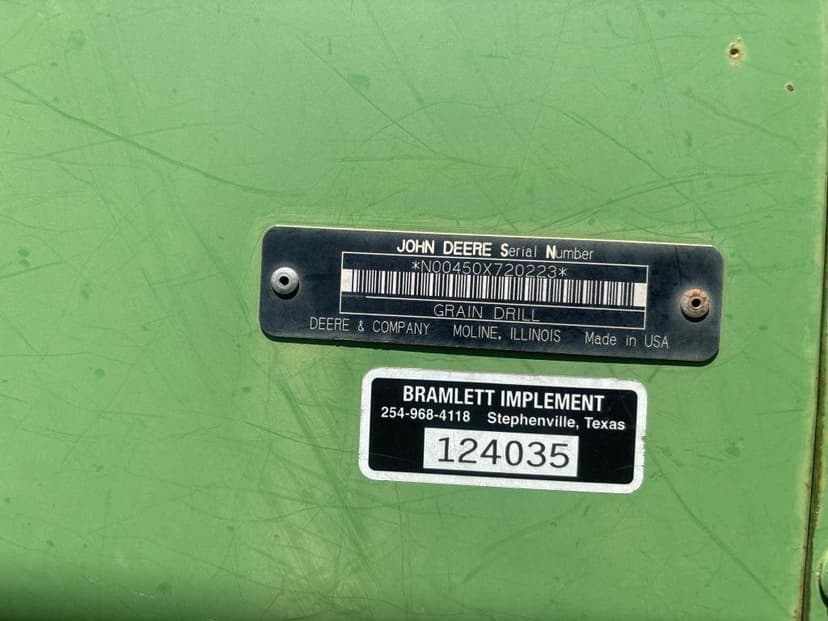 JOHN DEERE Serial Number
*N00450X720223*
GRAIN DRILL
DEERE & COMPANY MOLINE, ILLINOIS Made in USA
BRAMLETT IMPLEMENT
254-968-4118 Stephenville, Texas
124035